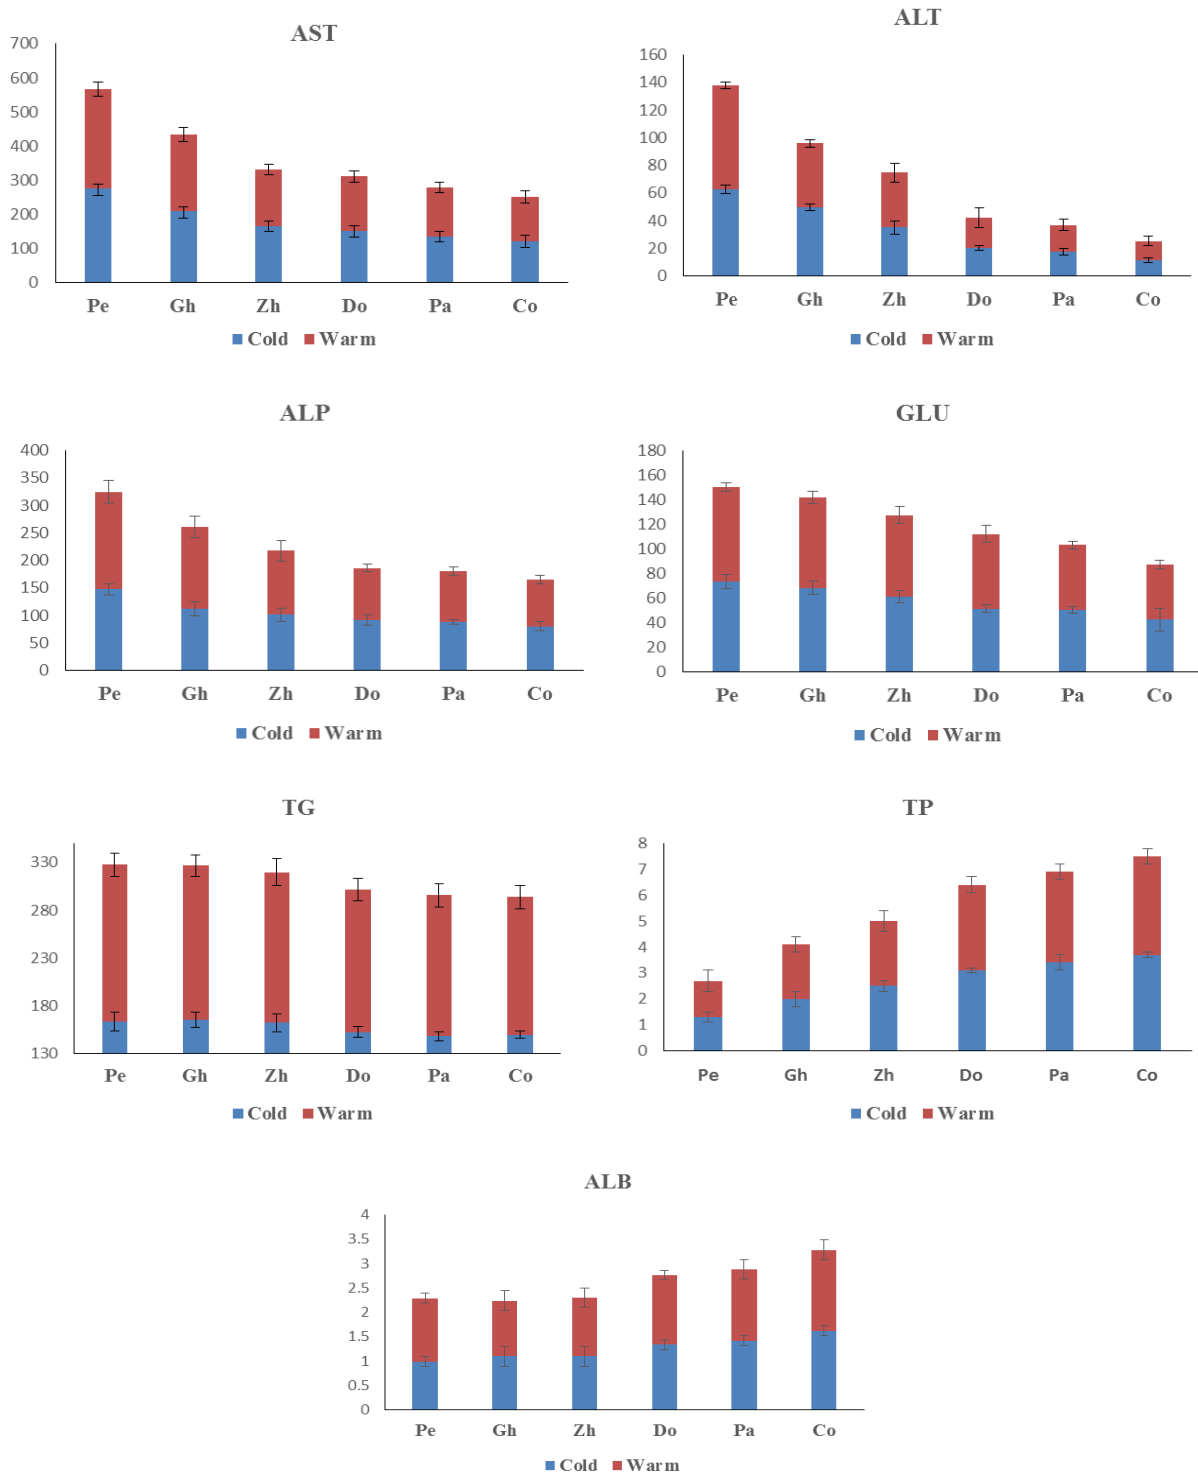 AST
700
600
500
400
300
200
100
0
Pe Gh Zh Do Pa Co
Cold Warm
ALT
160
140
120
100
80
60
40
20
0
Pe Gh Zh Do Pa Co
Cold Warm
ALP
400
350
300
250
200
150
100
50
0
Pe Gh Zh Do Pa Co
Cold Warm
GLU
180
160
140
120
100
80
60
40
20
0
Pe Gh Zh Do Pa Co
Cold Warm
TG
330
280
230
180
130
Pe Gh Zh Do Pa Co
Cold Warm
TP
8
7
6
5
4
3
2
1
0
Pe Gh Zh Do Pa Co
Cold Warm
ALB
4
3.5
3
2.5
2
1.5
1
0.5
0
Pe Gh Zh Do Pa Co
Cold Warm